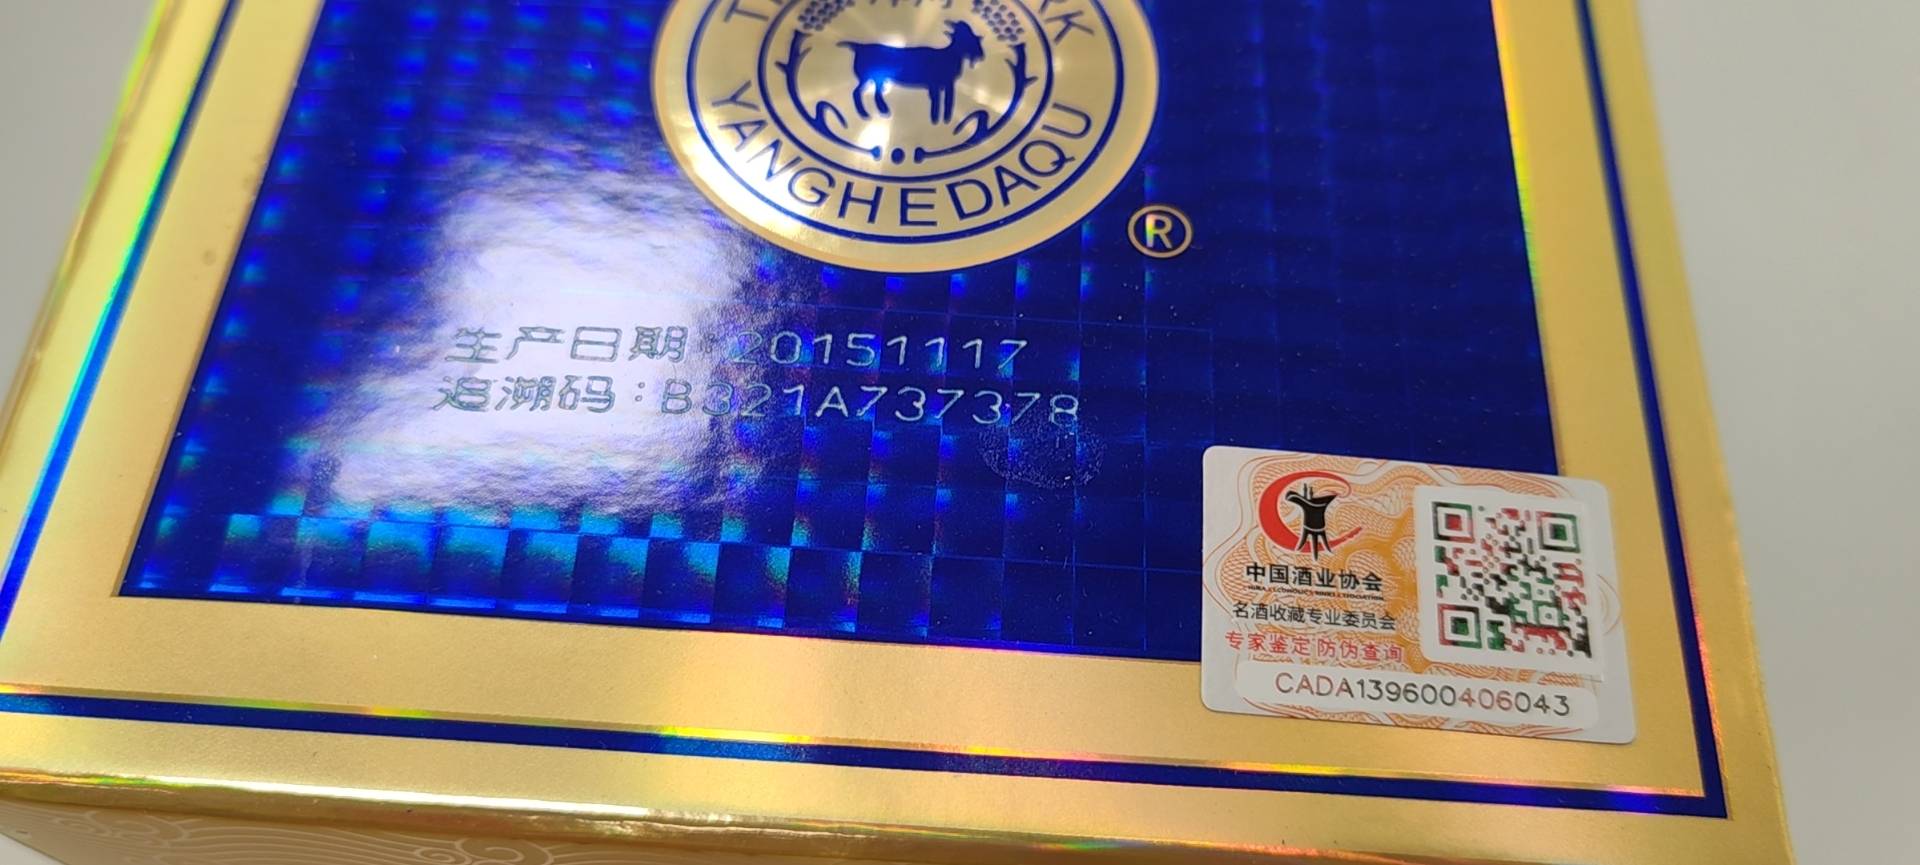 YANGHEDAQU
®
生产日期:20151117
追溯码:B321A737378
中国酒业协会
名酒收藏专业委员会
专家鉴定 防伪查询
CADA139600406043